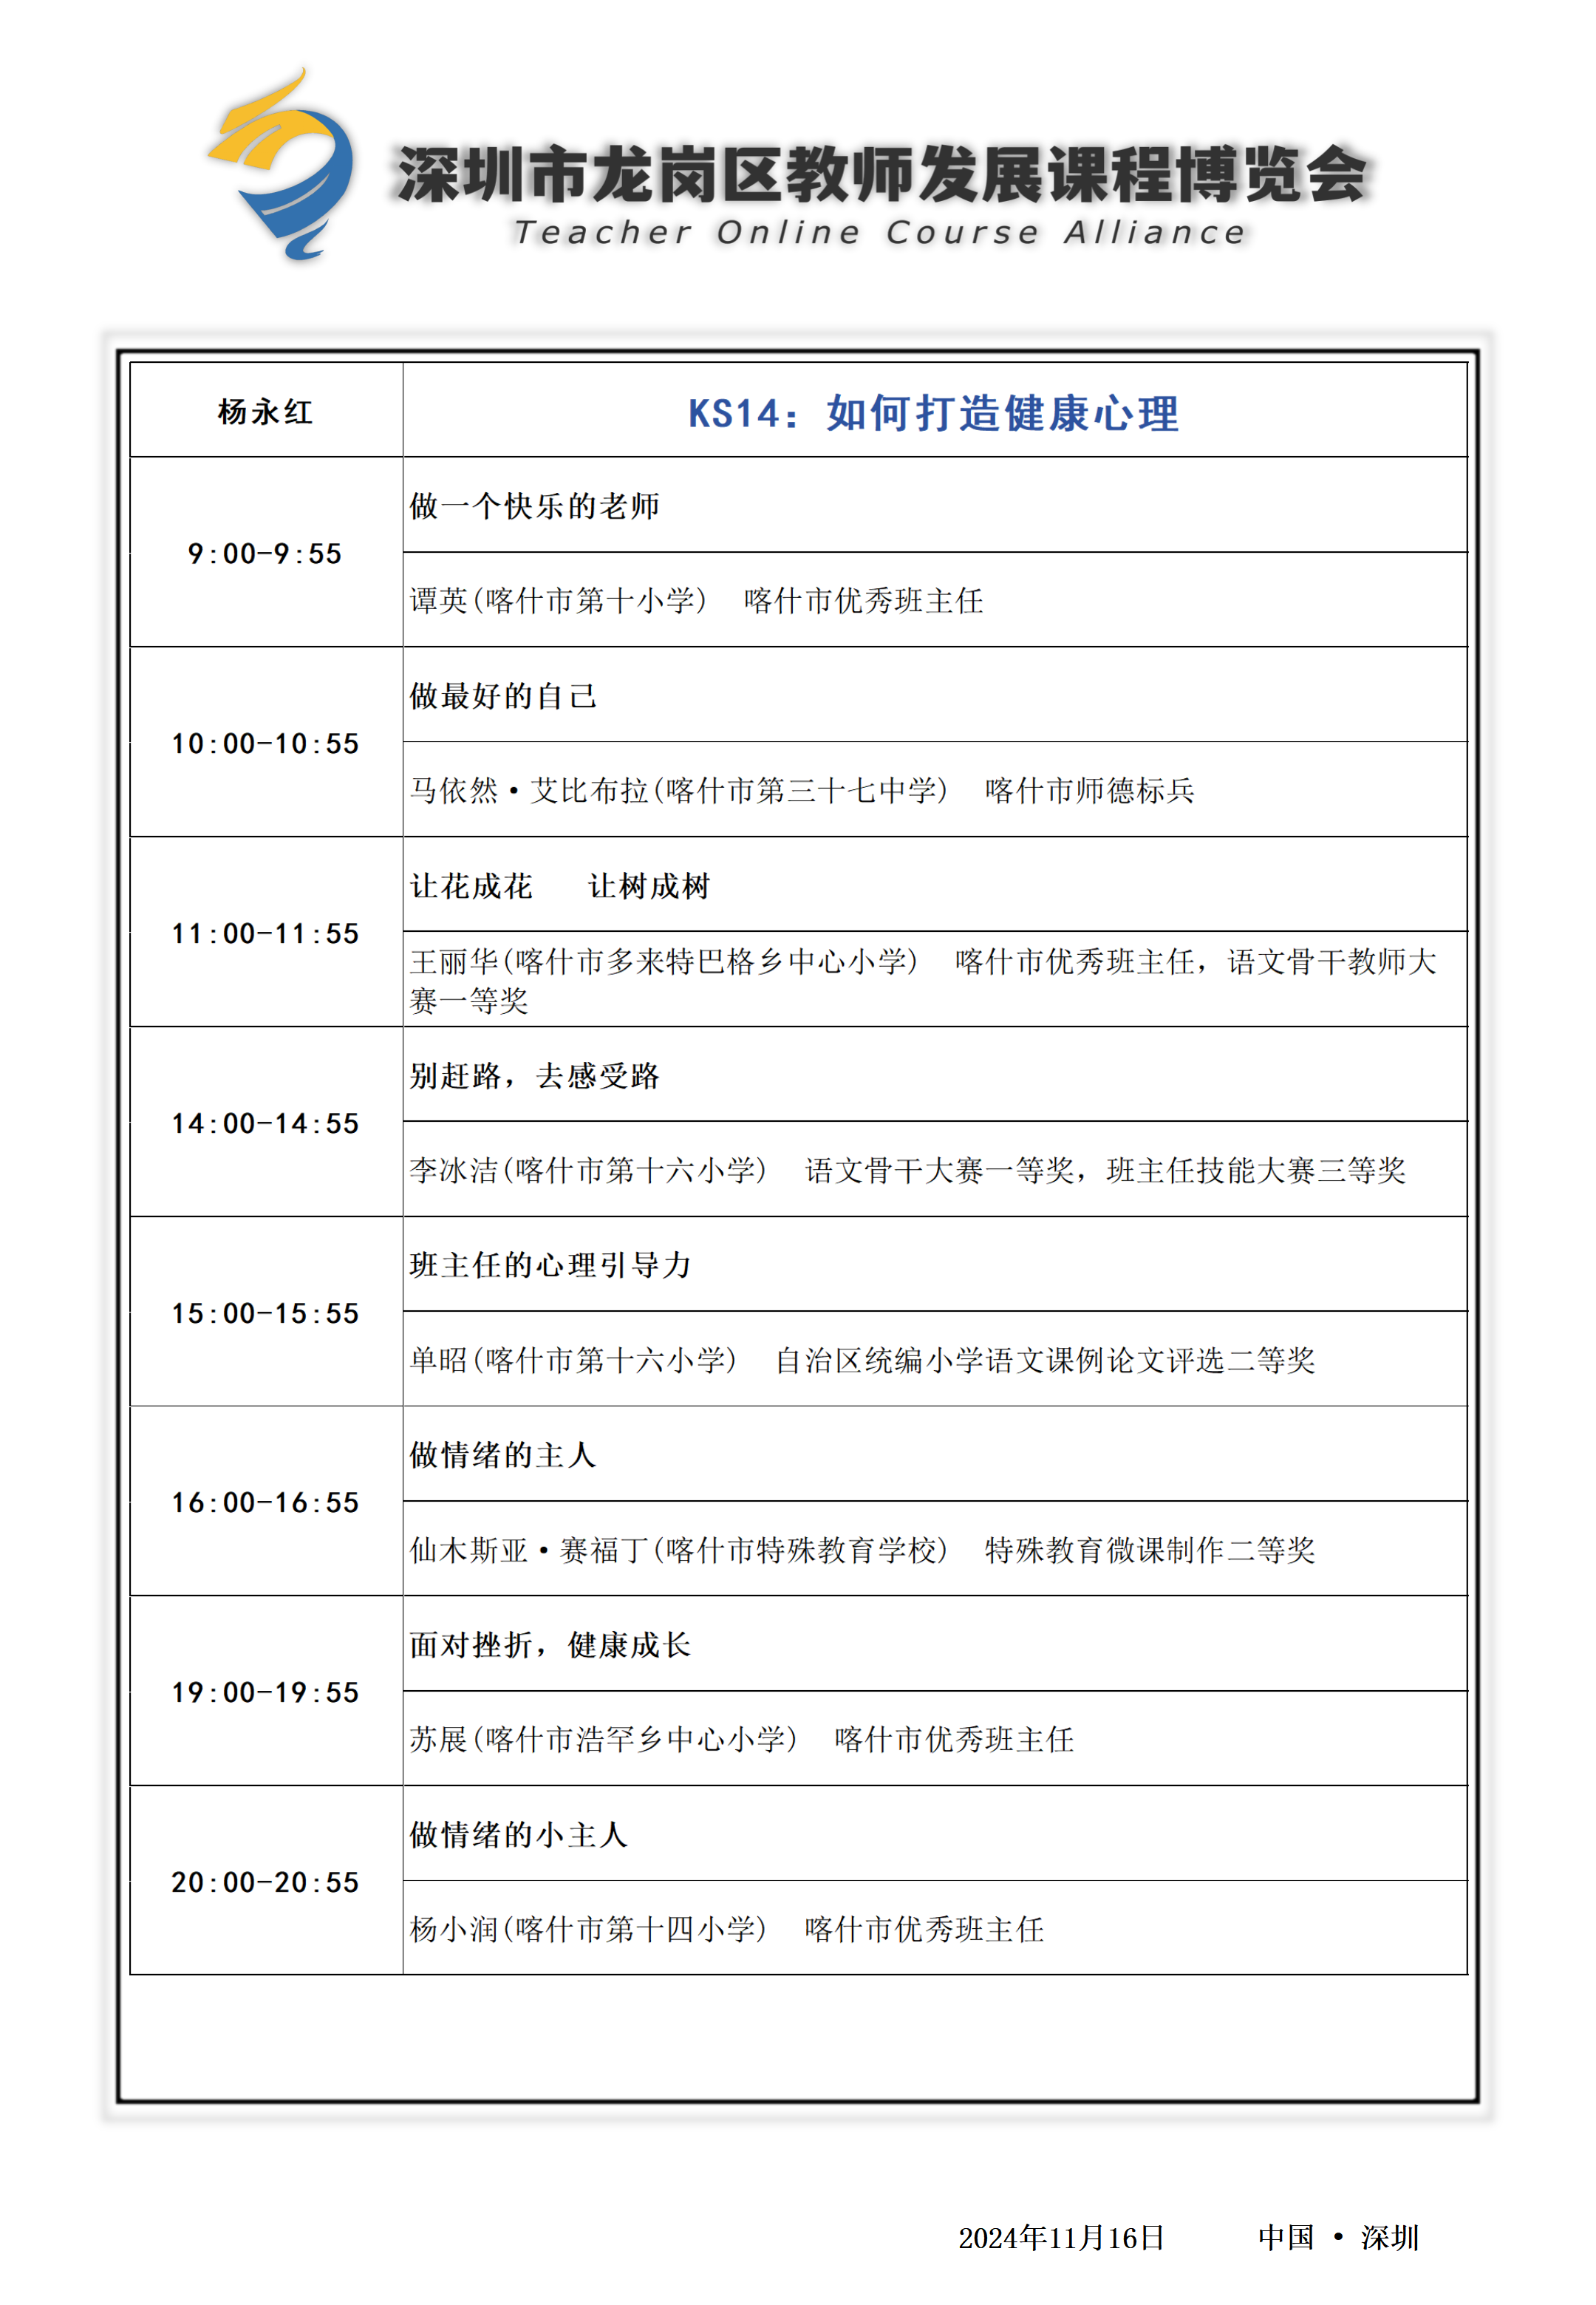 深圳市龙岗区教师发展课程博览会
Teacher Online Course Alliance
杨永红
KS14：如何打造健康心理
9:00-9:55
做一个快乐的老师
谭英(喀什市第十小学) 喀什市优秀班主任
10:00-10:55
做最好的自己
马依然·艾比布拉(喀什市第三十七中学) 喀什市师德标兵
11:00-11:55
让花成花 让树成树
王丽华(喀什市多来特巴格乡中心小学) 喀什市优秀班主任，语文骨干教师大
赛一等奖
14:00-14:55
别赶路，去感受路
李冰洁(喀什市第十六小学) 语文骨干大赛一等奖，班主任技能大赛三等奖
15:00-15:55
班主任的心理引导力
单昭(喀什市第十六小学) 自治区统编小学语文课例论文评选二等奖
16:00-16:55
做情绪的主人
仙木斯亚·赛福丁(喀什市特殊教育学校) 特殊教育微课制作二等奖
19:00-19:55
面对挫折，健康成长
苏展(喀什市浩罕乡中心小学) 喀什市优秀班主任
20:00-20:55
做情绪的小主人
杨小润(喀什市第十四小学) 喀什市优秀班主任
2024年11月16日 中国 · 深圳